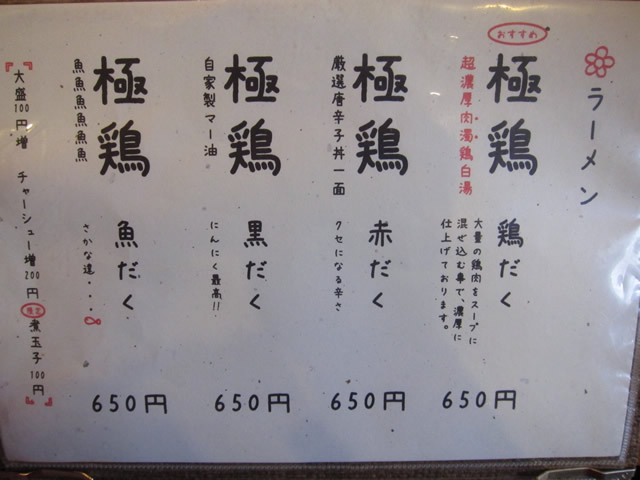 ラーメン
おすすめ
極鶏
超濃厚肉濁鶏白湯
鶏だく
大量の鶏肉をスープに
混ぜ込む事で、濃厚に
仕上げております。
650円
極鶏
厳選唐辛子丼一面
赤だく
クセになる辛さ
650円
極鶏
自家製マー油
黒だく
にんにく最高!!
650円
極鶏
魚魚魚魚魚魚魚
魚だく
さかな達・・・
650円
大盛100円増 チャーシュー増200円 煮玉子100円